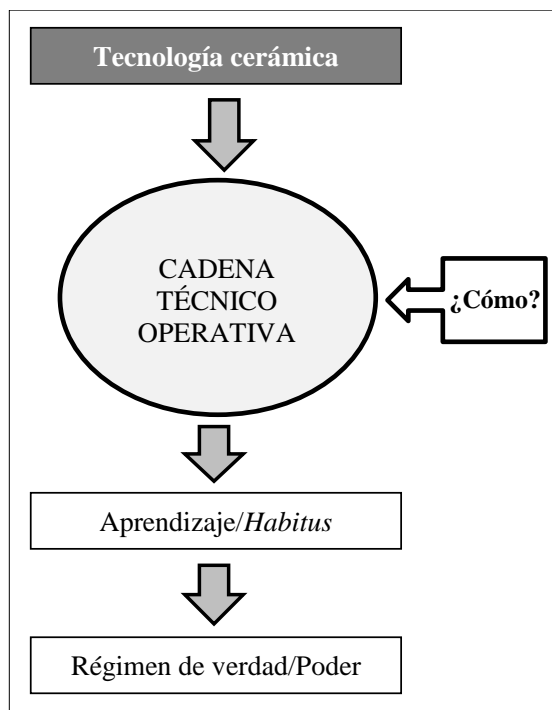 Tecnología cerámica
CADENA
TÉCNICO
OPERATIVA
¿Cómo?
Aprendizaje/Habitus
Régimen de verdad/Poder